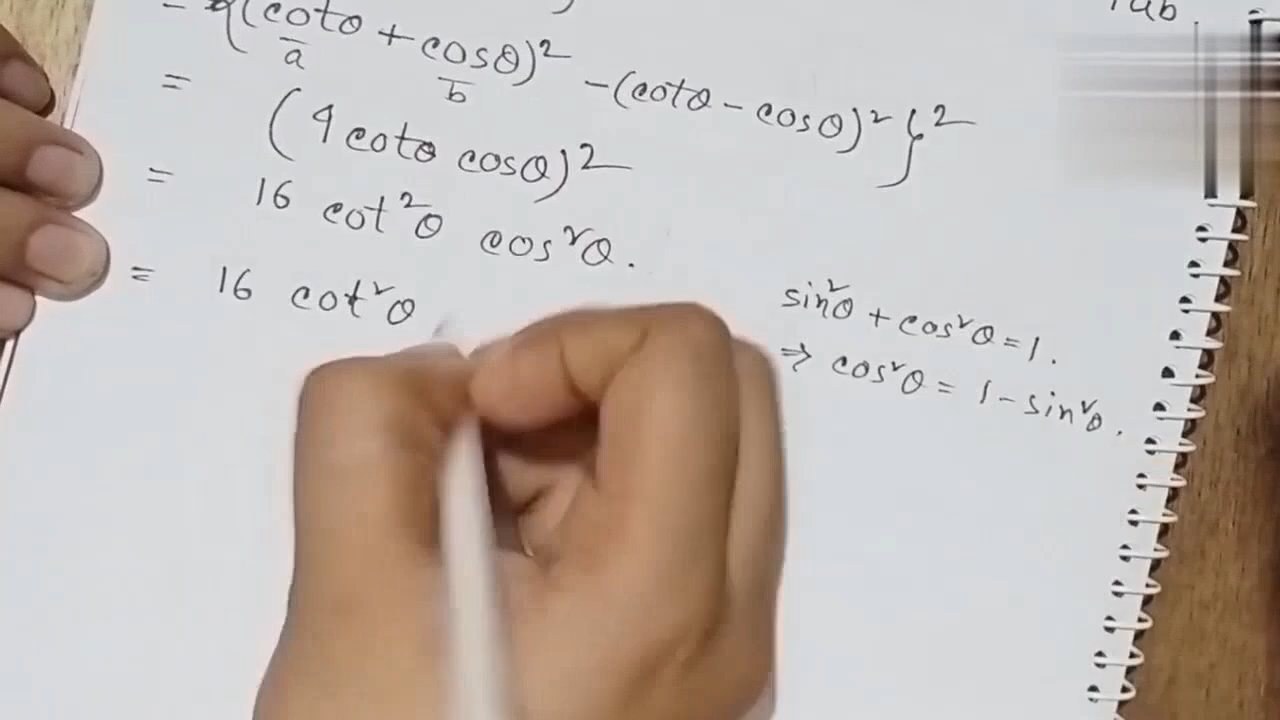 = {(cotθ + cosθ)² - (cotθ - cosθ)²}²
a b
= (4 cotθ cosθ)²
= 16 cot²θ cos²θ.
= 16 cot²θ
sin²θ + cos²θ = 1.
⇒ cos²θ = 1 - sin²θ.